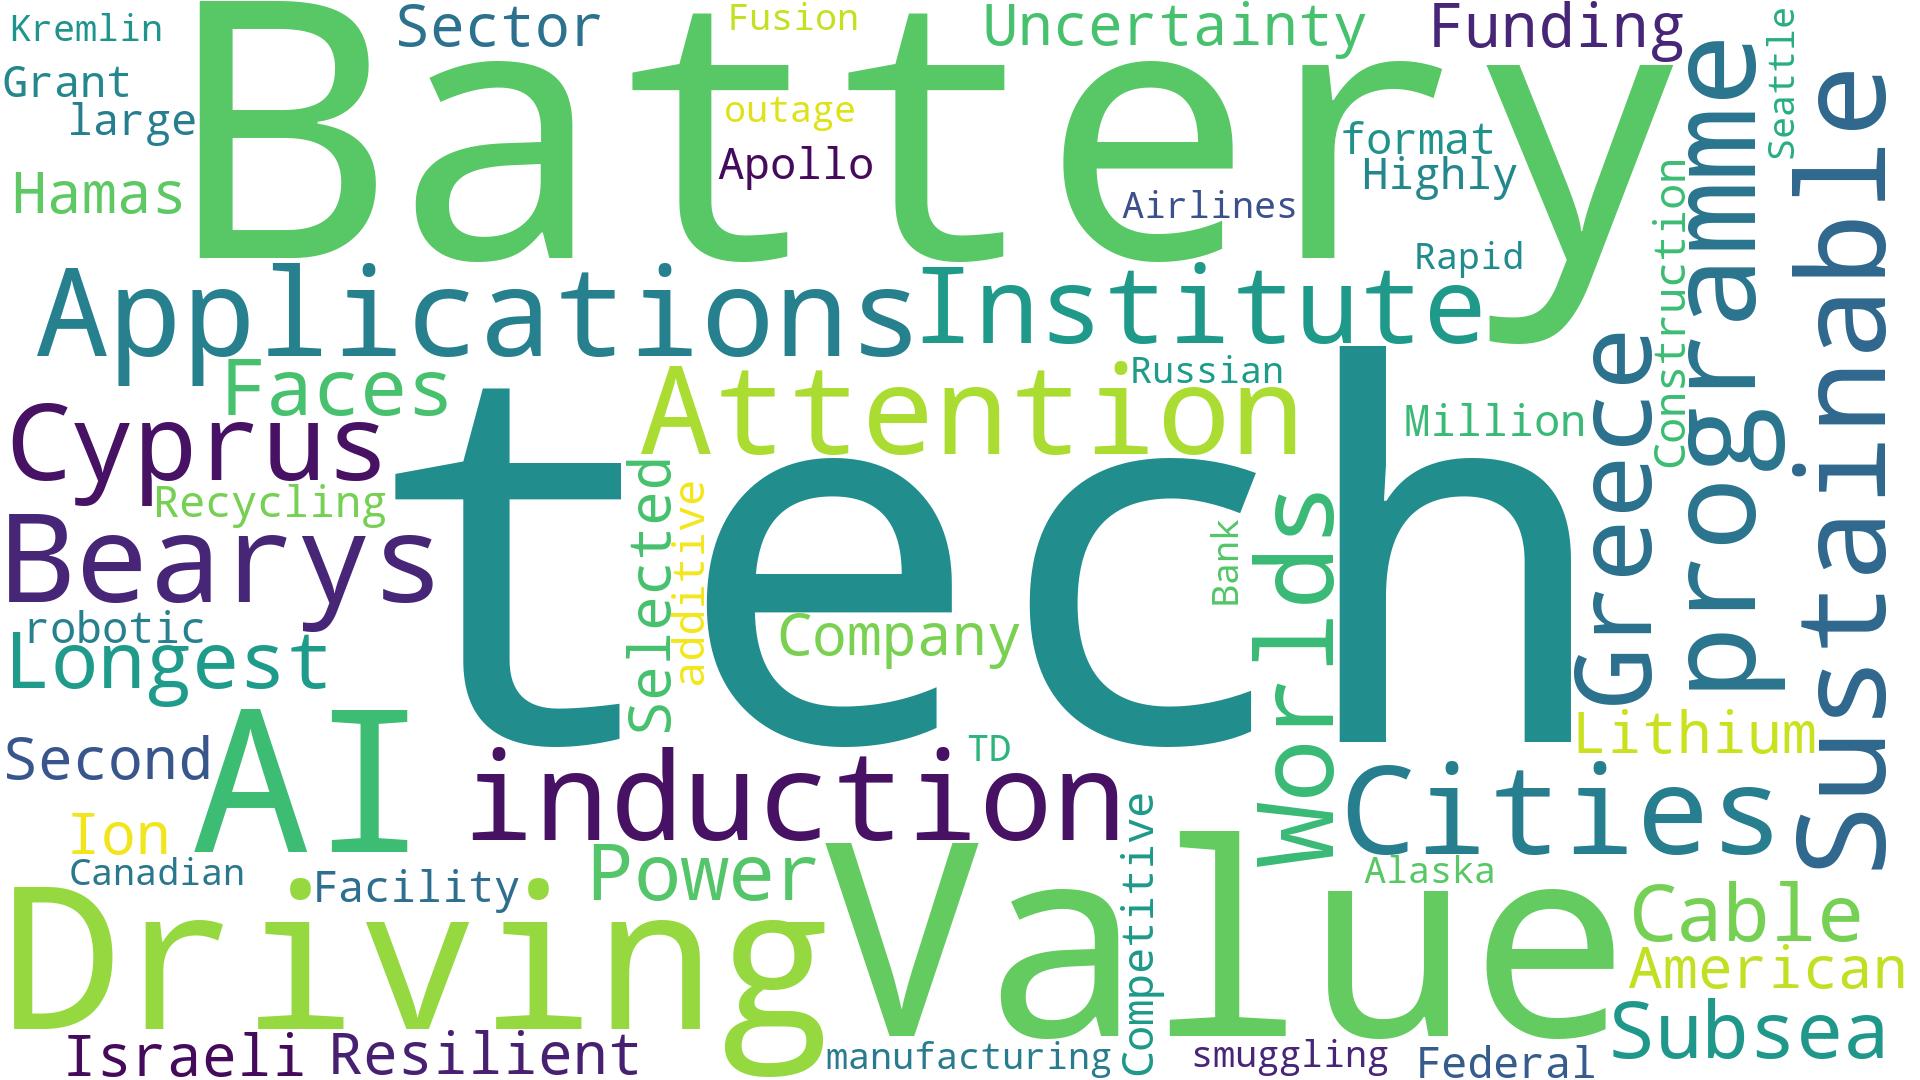 Kremlin
Sector
Fusion
Uncertainty
Funding
Seattle
Grant
large
Battery
outage
Apollo
format
Highly
Hamas
Airlines
Rapid
programme
Sustainable
Construction
Applications
Institute
Faces
Attention
Russian
Million
Greece
Cyprus
Recycling
tech
Bearys
Selected
additive
Bank
Worlds
robotic
Longest
Company
Second
AI
induction
TD
Cities
Lithium
Ion
Canadian
Facility
Power
Competitive
Alaska
Driving
Value
Cable
American
Israeli
Resilient
manufacturing
smuggling
Federal
Subsea